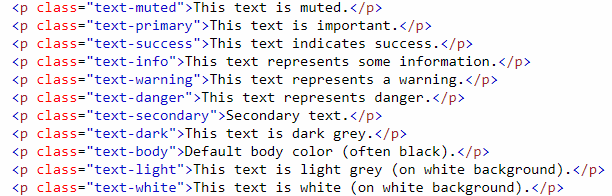 <p class="text-muted">This text is muted.</p>
<p class="text-primary">This text is important.</p>
<p class="text-success">This text indicates success.</p>
<p class="text-info">This text represents some information.</p>
<p class="text-warning">This text represents a warning.</p>
<p class="text-danger">This text represents danger.</p>
<p class="text-secondary">Secondary text.</p>
<p class="text-dark">This text is dark grey.</p>
<p class="text-body">Default body color (often black).</p>
<p class="text-light">This text is light grey (on white background).</p>
<p class="text-white">This text is white (on white background).</p>